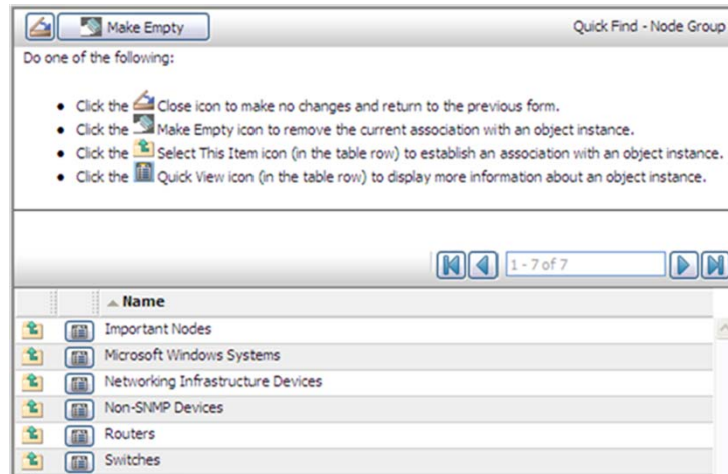 Make Empty
Quick Find - Node Group
Do one of the following:
Click the Close icon to make no changes and return to the previous form.
Click the Make Empty icon to remove the current association with an object instance.
Click the Select This Item icon (in the table row) to establish an association with an object instance.
Click the Quick View icon (in the table row) to display more information about an object instance.
1 - 7 of 7
Name
Important Nodes
Microsoft Windows Systems
Networking Infrastructure Devices
Non-SNMP Devices
Routers
Switches